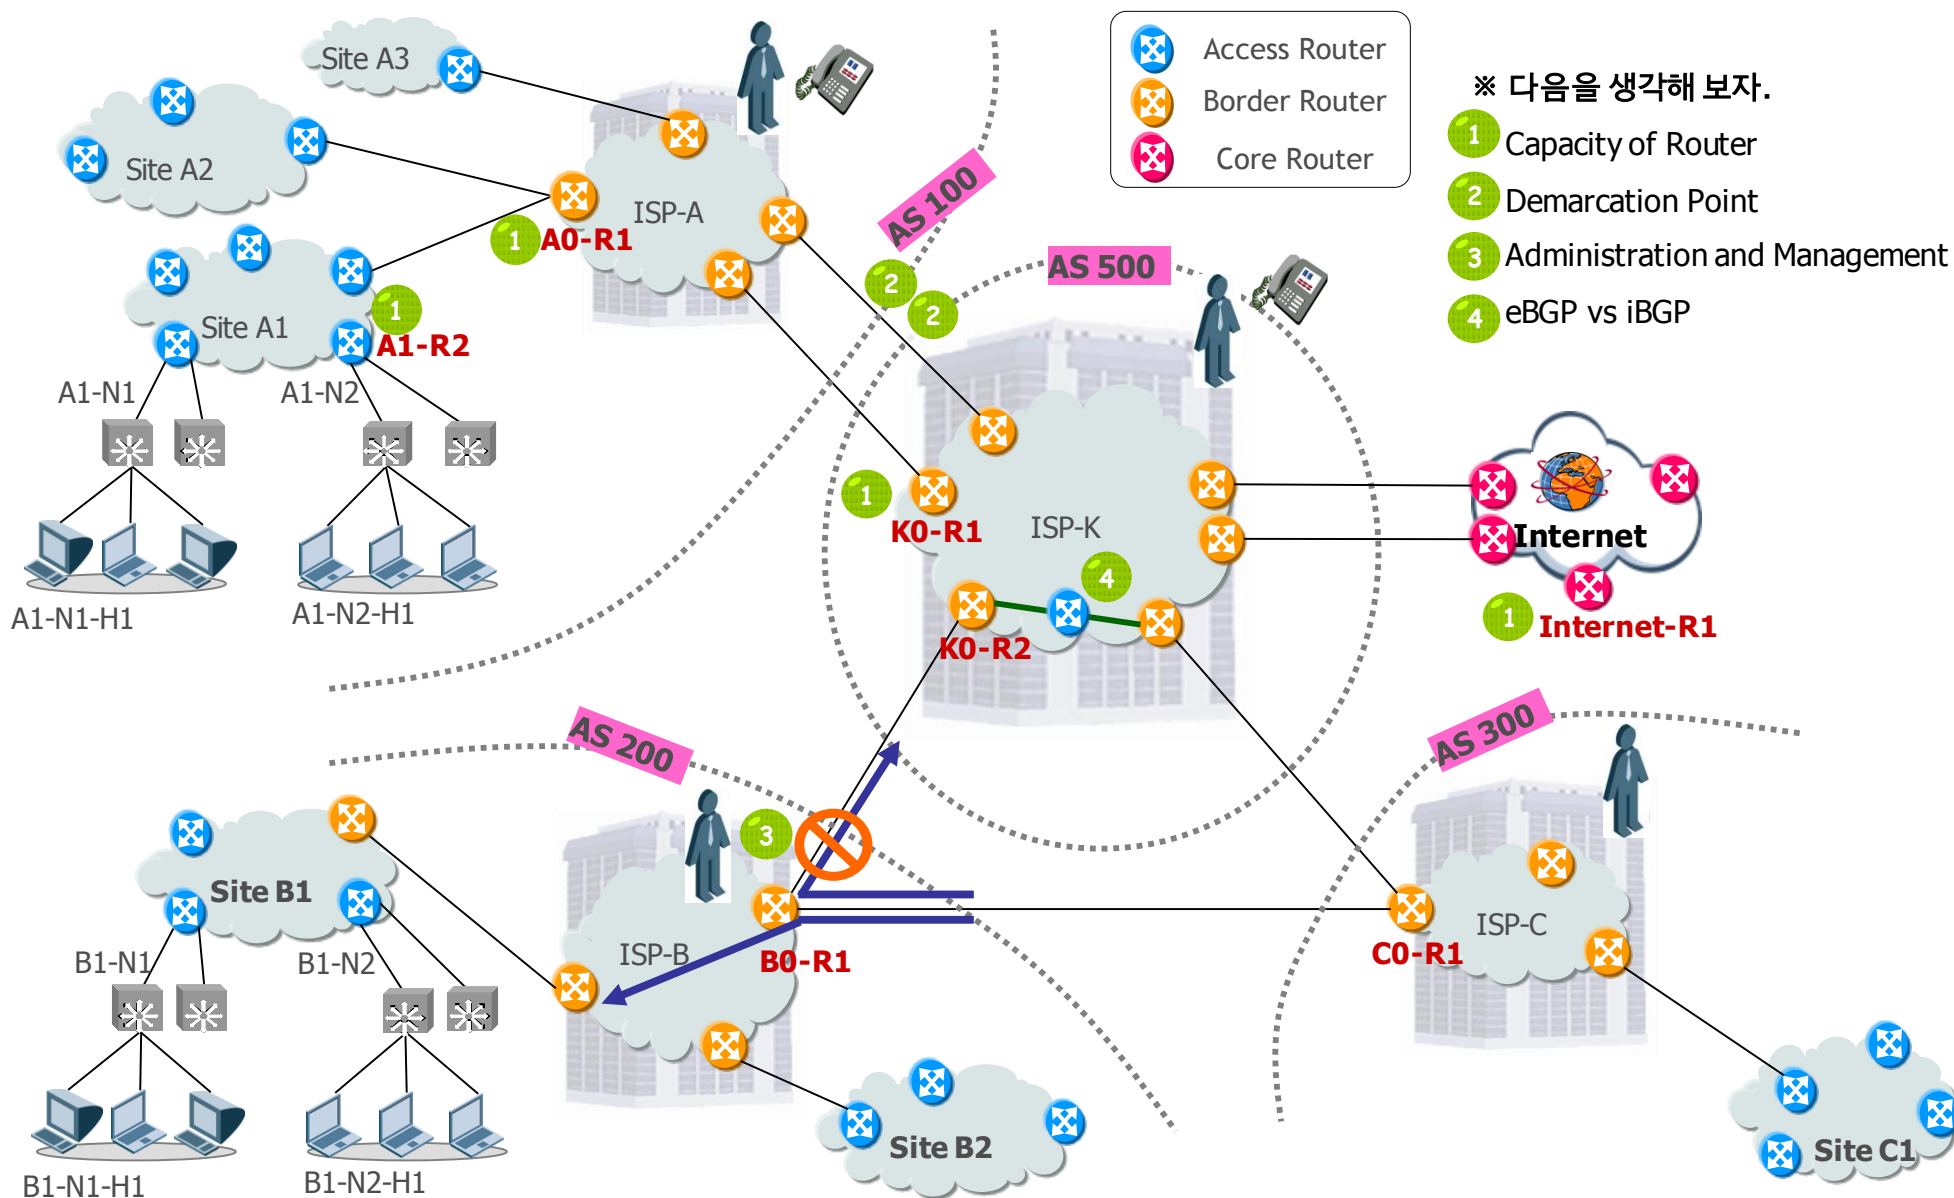 Site A3
Access Router
Border Router
Core Router
※ 다음을 생각해 보자.
1 Capacity of Router
2 Demarcation Point
3 Administration and Management
4 eBGP vs iBGP
Site A2
ISP-A
AS 100
1 A0-R1
AS 500
2
2
Site A1
1
A1-R2
A1-N1
A1-N2
A1-N1-H1
A1-N2-H1
1
K0-R1
ISP-K
4
K0-R2
Internet
1 Internet-R1
AS 200
AS 300
3
Site B1
B1-N1
B1-N2
ISP-B
B0-R1
C0-R1
ISP-C
B1-N1-H1
B1-N2-H1
Site B2
Site C1